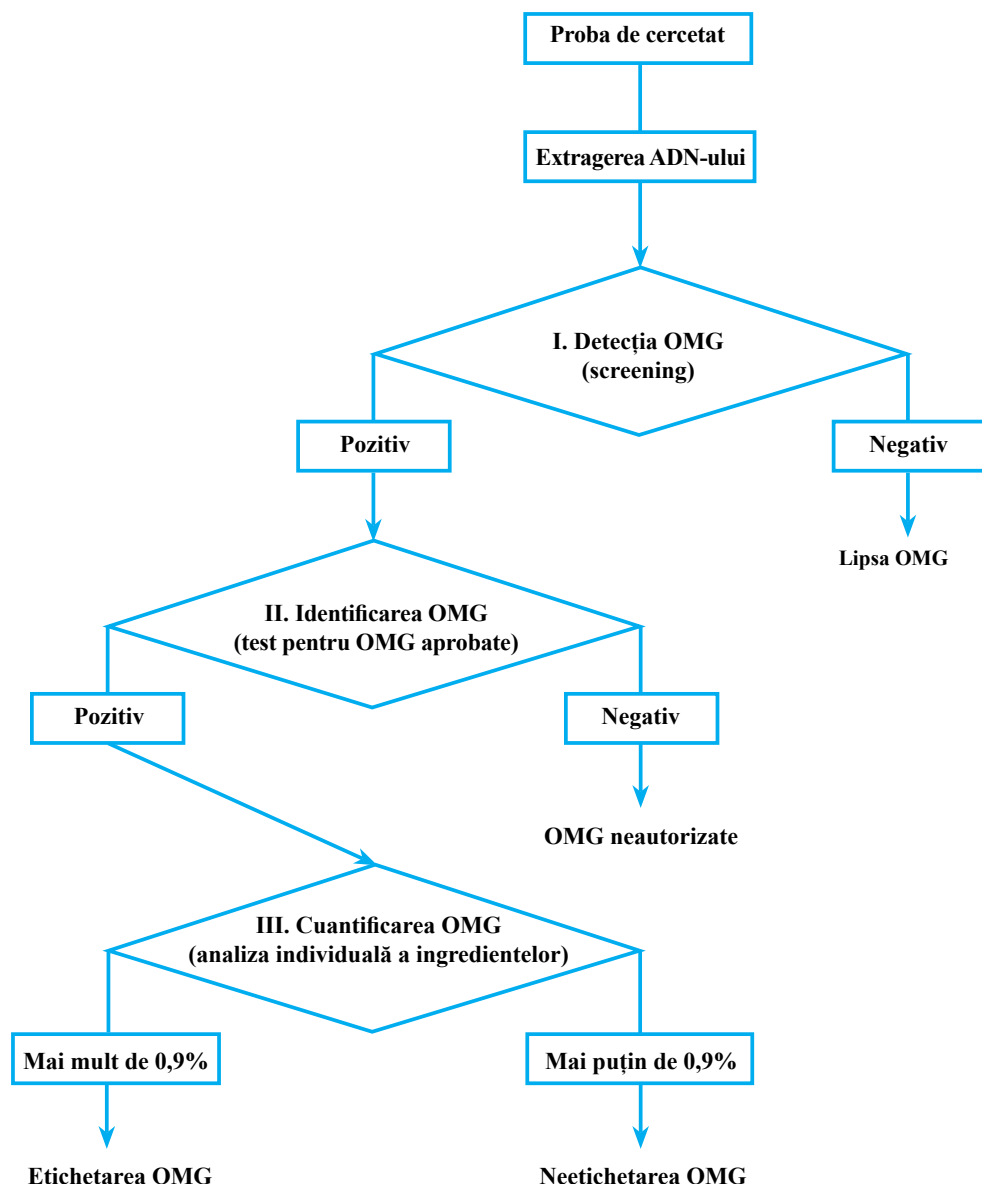 Proba de cercetat
Extragerea ADN-ului
I. Detecția OMG
(screening)
Pozitiv
Negativ
Lipsa OMG
II. Identificarea OMG
(test pentru OMG aprobate)
Pozitiv
Negativ
OMG neautorizate
III. Cuantificarea OMG
(analiza individuală a ingredientelor)
Mai mult de 0,9%
Mai puțin de 0,9%
Etichetarea OMG
Neetichetarea OMG